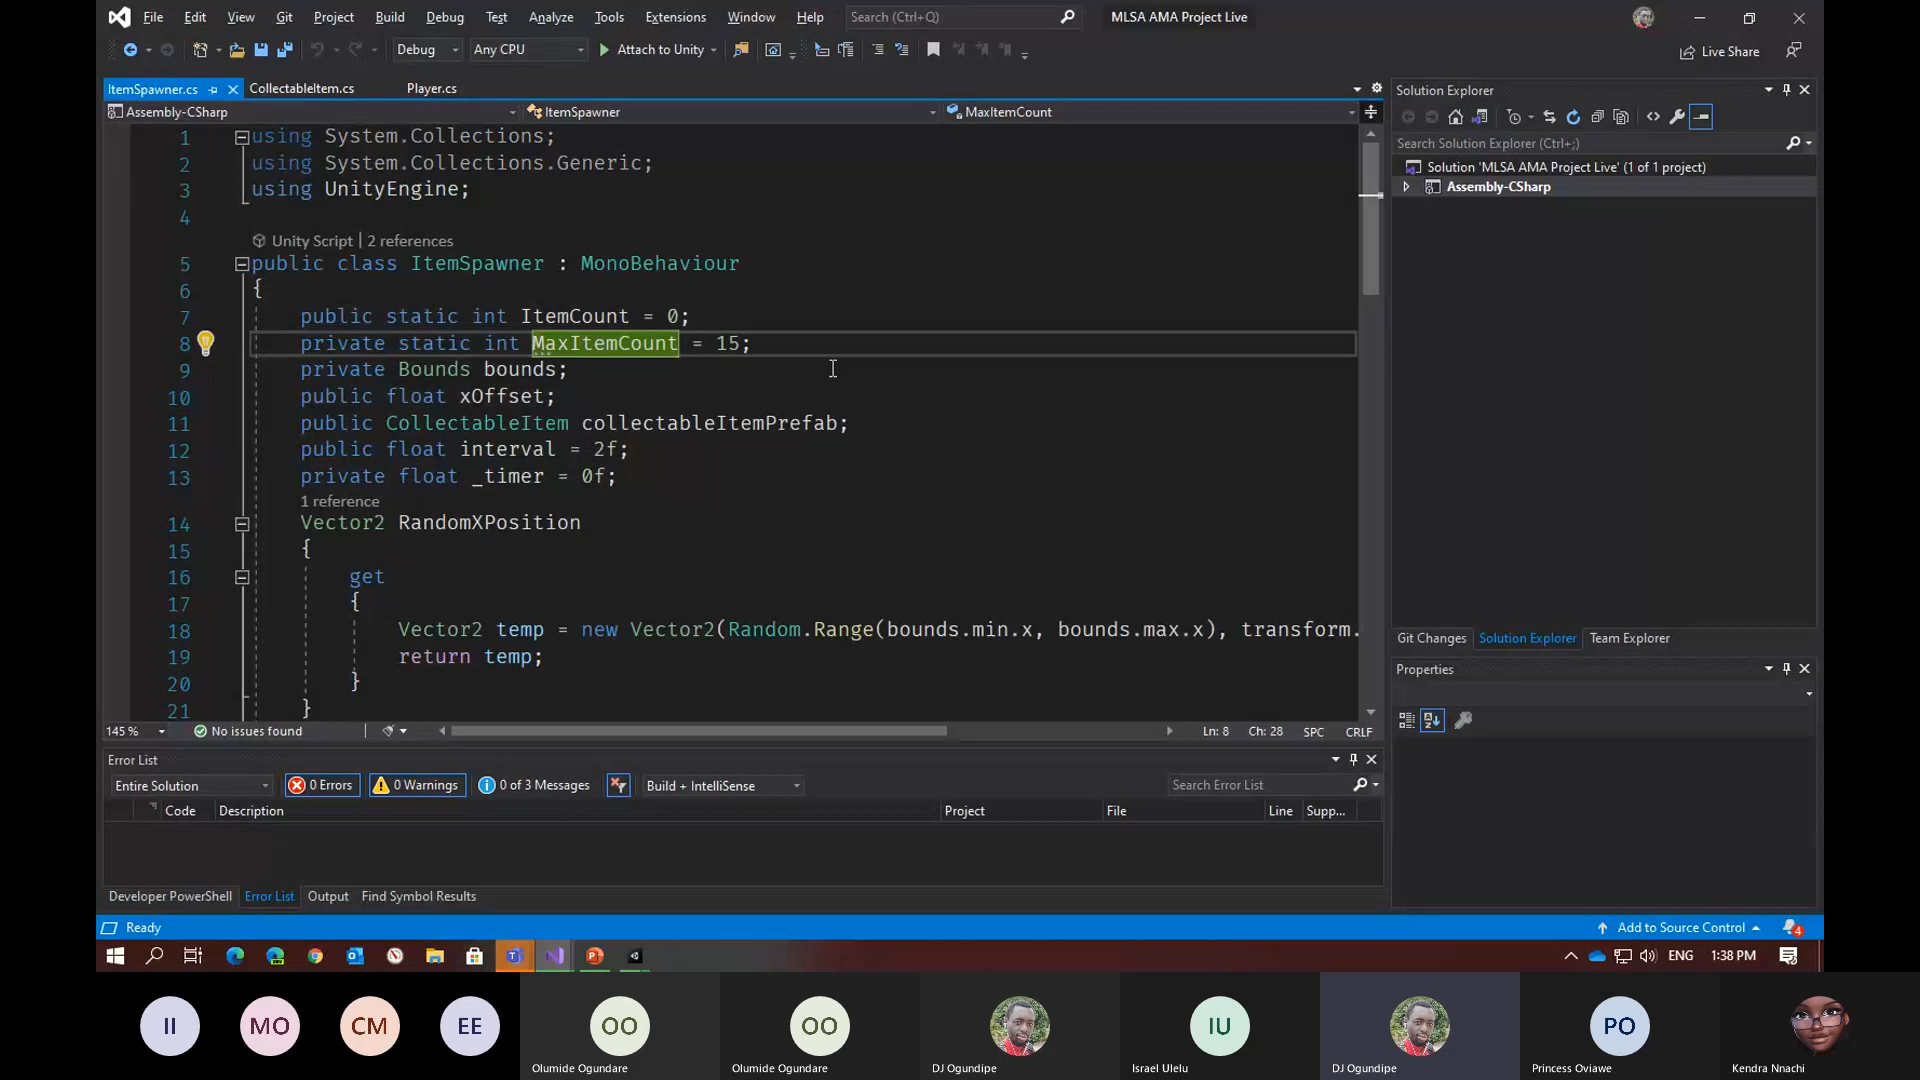 File Edit View Git Project Build Debug Test Analyze Tools Extensions Window Help Search (Ctrl+Q) MLSA AMA Project Live
Debug Any CPU Attach to Unity Live Share
ItemSpawner.cs CollectableItem.cs Player.cs
Assembly-CSharp ItemSpawner MaxItemCount
1 using System.Collections;
2 using System.Collections.Generic;
3 using UnityEngine;
4
Unity Script | 2 references
5 public class ItemSpawner : MonoBehaviour
6 {
7 public static int ItemCount = 0;
8 private static int MaxItemCount = 15;
9 private Bounds bounds;
10 public float xOffset;
11 public CollectableItem collectableItemPrefab;
12 public float interval = 2f;
13 private float _timer = 0f;
1 reference
14 Vector2 RandomXPosition
15 {
16 get
17 {
18 Vector2 temp = new Vector2(Random.Range(bounds.min.x, bounds.max.x), transform.
19 return temp;
20 }
21 }
145 % No issues found Ln: 8 Ch: 28 SPC CRLF
Solution Explorer
Search Solution Explorer (Ctrl+;)
Solution 'MLSA AMA Project Live' (1 of 1 project)
Assembly-CSharp
Git Changes Solution Explorer Team Explorer
Properties
Error List
Entire Solution 0 Errors 0 Warnings 0 of 3 Messages Build + IntelliSense Search Error List
Code Description Project File Line Supp...
Developer PowerShell Error List Output Find Symbol Results
Ready Add to Source Control 4
ENG 1:38 PM
II MO CM EE OO OO IU PO
Olumide Ogundare Olumide Ogundare DJ Ogundipe Israel Ulelu DJ Ogundipe Princess Oviawe Kendra Nnachi